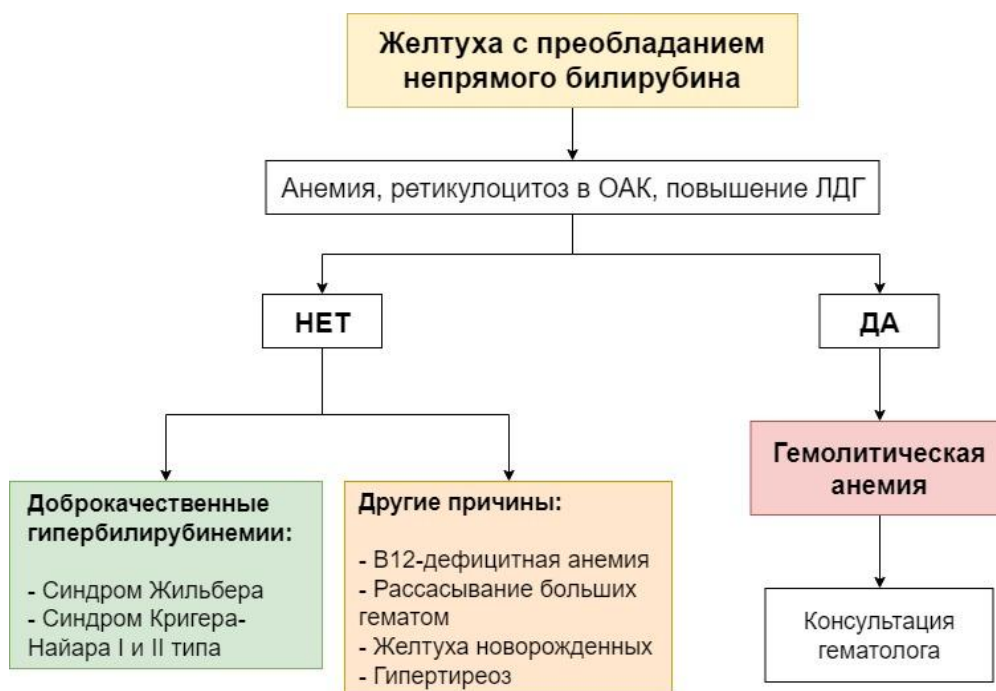 Желтуха с преобладанием
непрямого билирубина
Анемия, ретикулоцитоз в ОАК, повышение ЛДГ
НЕТ
ДА
Доброкачественные
гипербилирубинемии:
- Синдром Жильбера
- Синдром Кригера-
Найара I и II типа
Другие причины:
- В12-дефицитная анемия
- Рассасывание больших
гематом
- Желтуха новорожденных
- Гипертиреоз
Гемолитическая
анемия
Консультация
гематолога